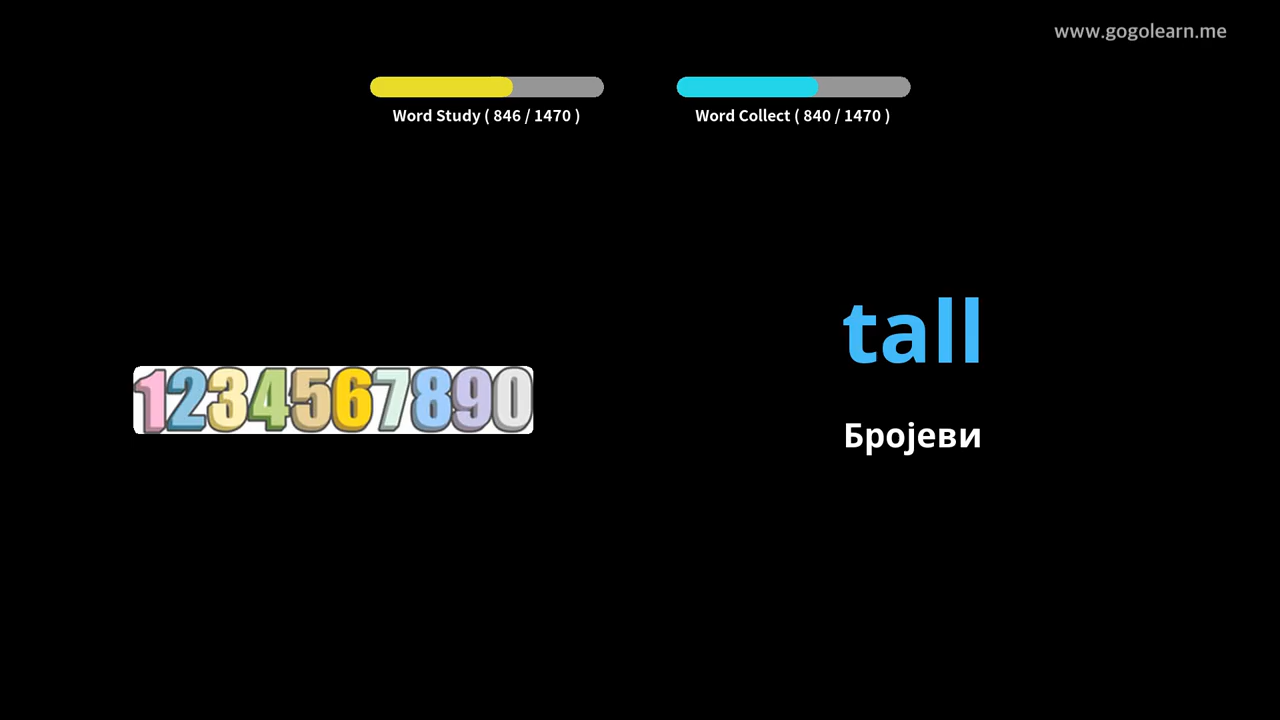 www.gogolearn.me
Word Study ( 846 / 1470 )
Word Collect ( 840 / 1470 )
1234567890
tall
Бројеви